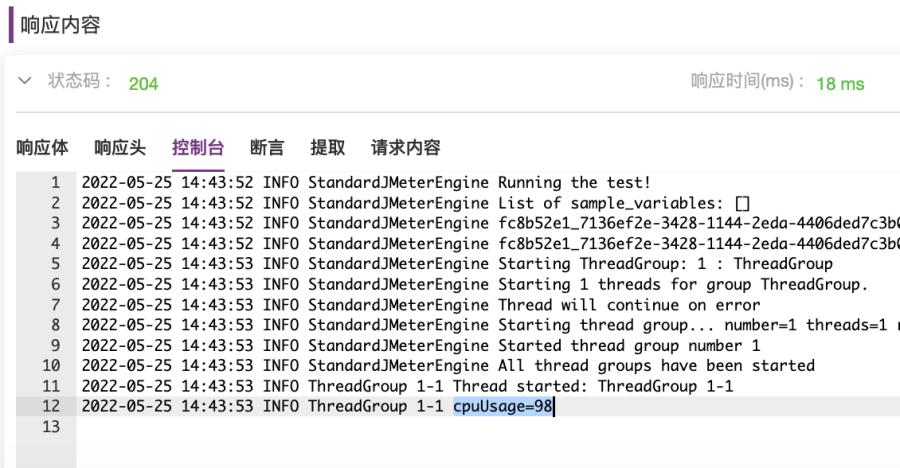 响应内容
状态码： 204 响应时间(ms)： 18 ms
响应体 响应头 控制台 断言 提取 请求内容
1 2022-05-25 14:43:52 INFO StandardJMeterEngine Running the test!
2 2022-05-25 14:43:52 INFO StandardJMeterEngine List of sample_variables: []
3 2022-05-25 14:43:52 INFO StandardJMeterEngine fc8b52e1_7136ef2e-3428-1144-2eda-4406ded7c3b0
4 2022-05-25 14:43:52 INFO StandardJMeterEngine fc8b52e1_7136ef2e-3428-1144-2eda-4406ded7c3b0
5 2022-05-25 14:43:53 INFO StandardJMeterEngine Starting ThreadGroup: 1 : ThreadGroup
6 2022-05-25 14:43:53 INFO StandardJMeterEngine Starting 1 threads for group ThreadGroup.
7 2022-05-25 14:43:53 INFO StandardJMeterEngine Thread will continue on error
8 2022-05-25 14:43:53 INFO StandardJMeterEngine Starting thread group... number=1 threads=1
9 2022-05-25 14:43:53 INFO StandardJMeterEngine Started thread group number 1
10 2022-05-25 14:43:53 INFO StandardJMeterEngine All thread groups have been started
11 2022-05-25 14:43:53 INFO ThreadGroup 1-1 Thread started: ThreadGroup 1-1
12 2022-05-25 14:43:53 INFO ThreadGroup 1-1 cpuUsage=98
13